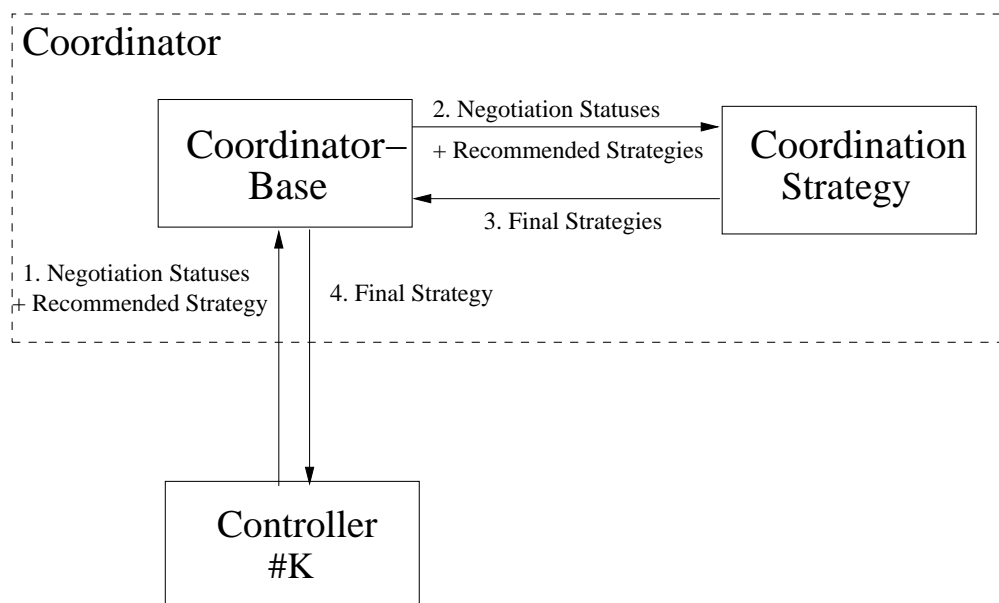 Coordinator
Coordinator–
Base
2. Negotiation Statuses
+ Recommended Strategies
Coordination
Strategy
3. Final Strategies
1. Negotiation Statuses
+ Recommended Strategy
4. Final Strategy
Controller
#K